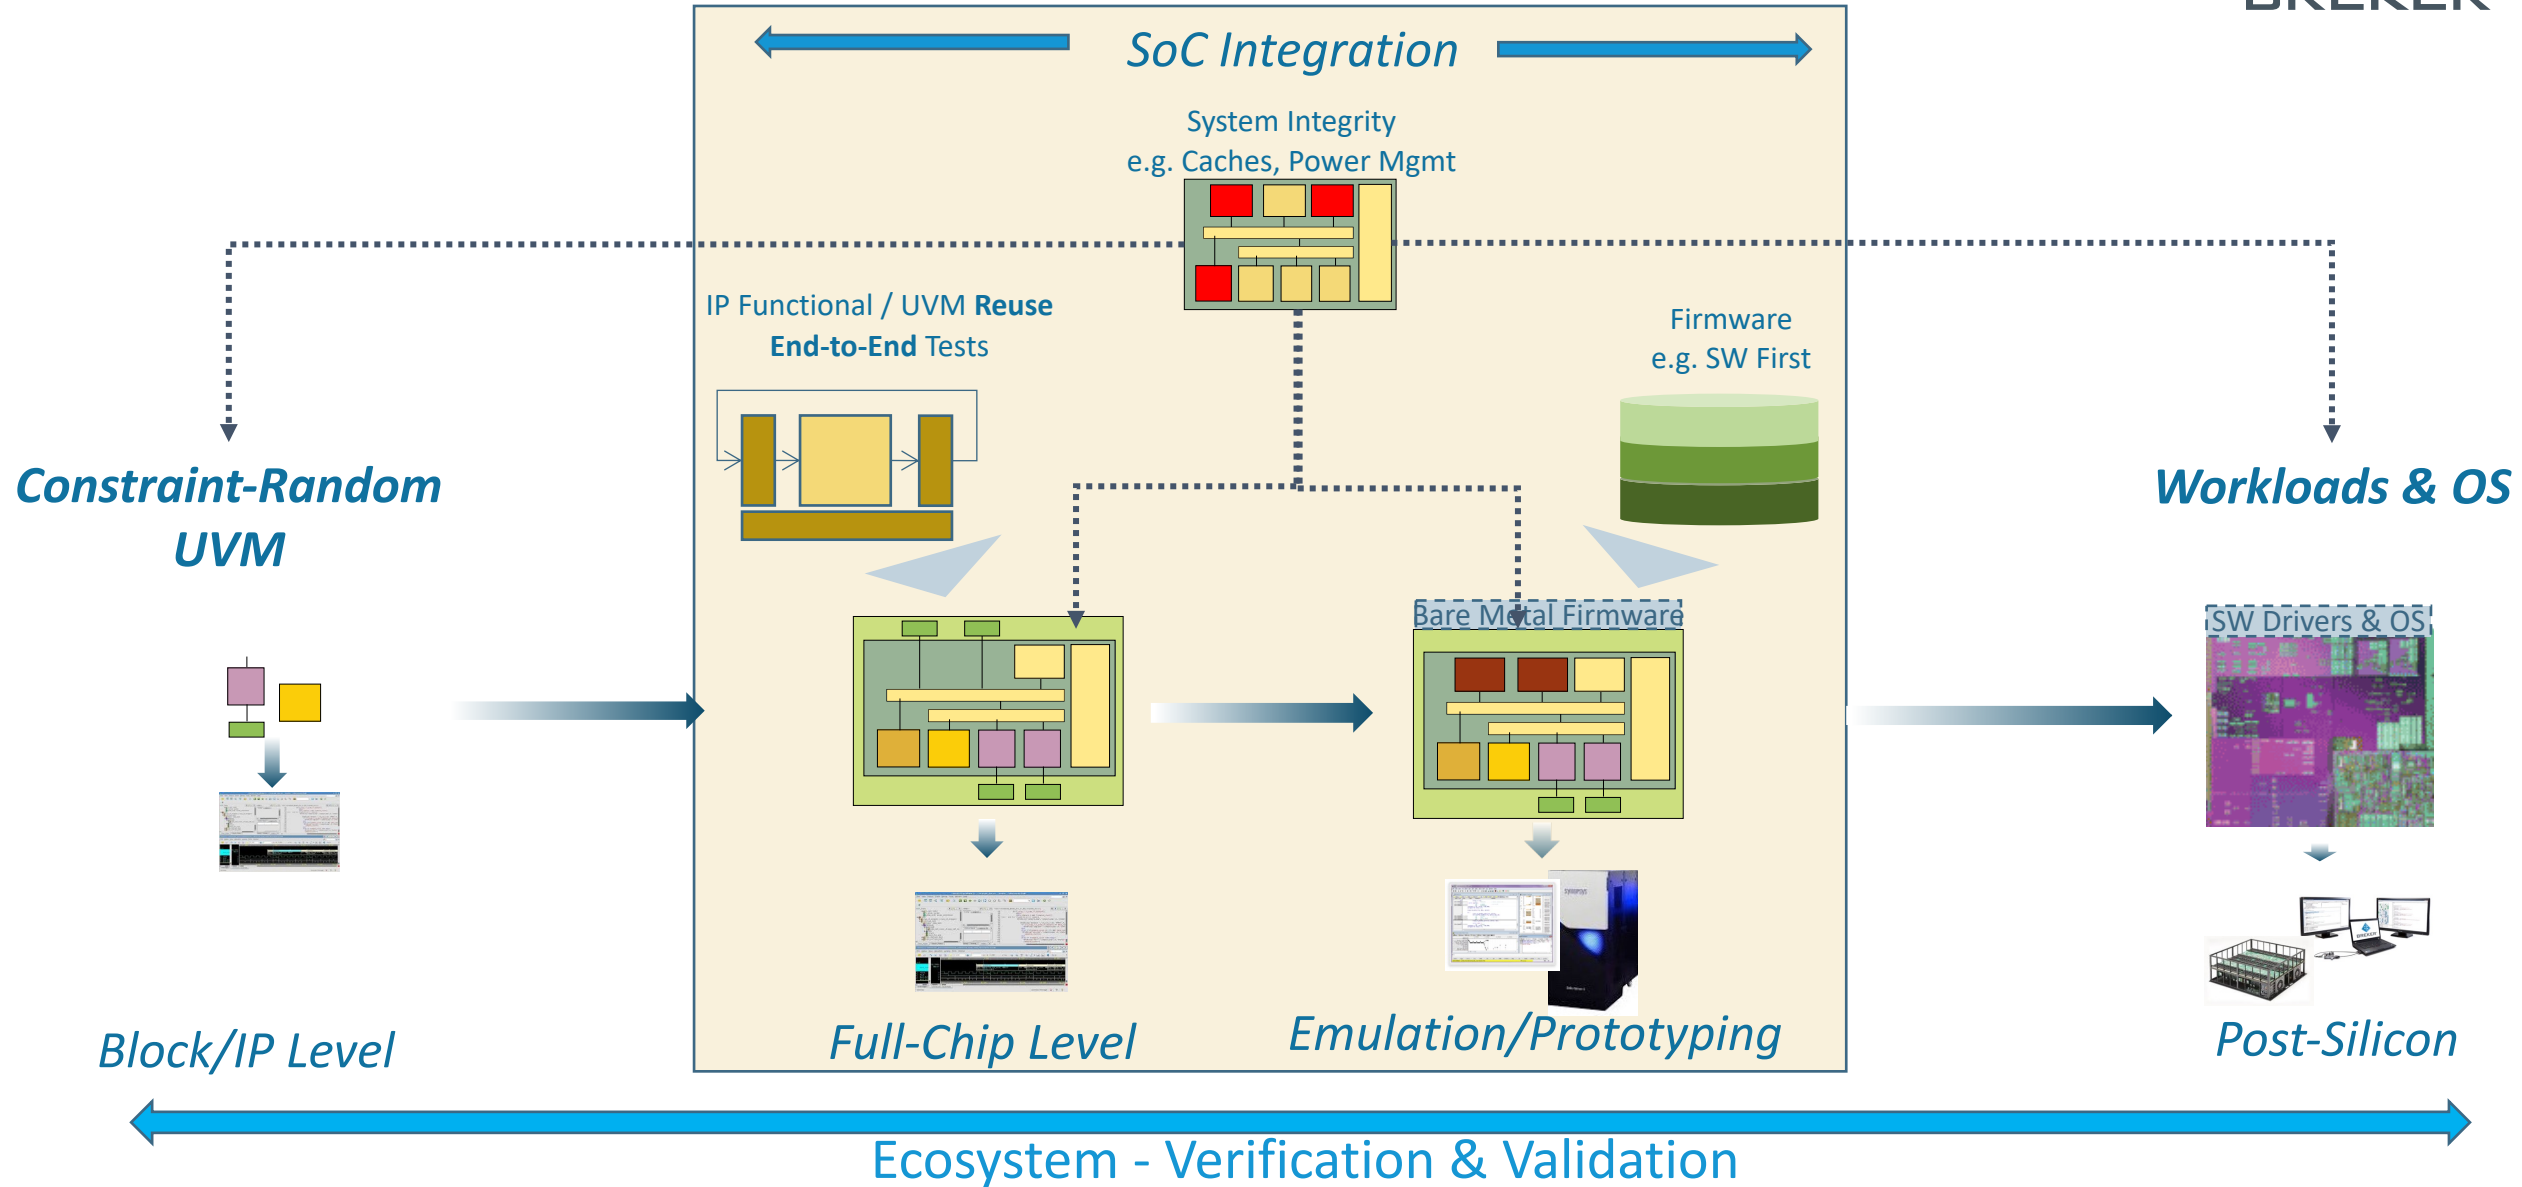 BREKER
SoC Integration
System Integrity
e.g. Caches, Power Mgmt
IP Functional / UVM Reuse
End-to-End Tests
Firmware
e.g. SW First
Constraint-Random
UVM
Workloads & OS
Bare Metal Firmware
SW Drivers & OS
Block/IP Level
Full-Chip Level
Emulation/Prototyping
Post-Silicon
Ecosystem - Verification & Validation